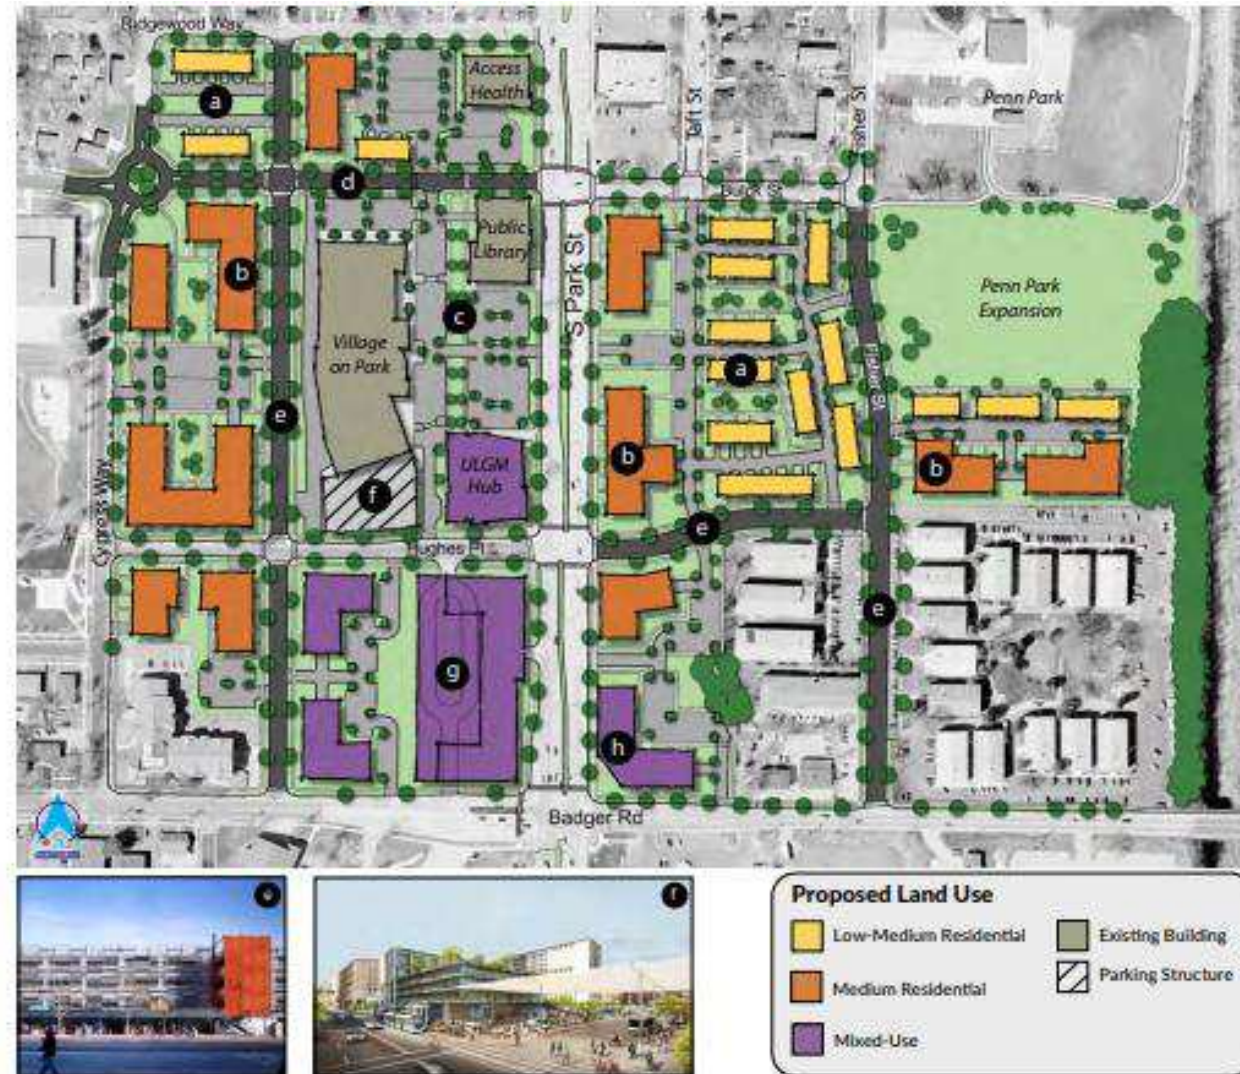 Ridgewood Way
Access
Health
Penn Park
Taft St
Fisher St
a
d
Public
Library
b
S Park St
c
Village
on Park
Penn Park
Expansion
a
Fisher St
e
b
b
ULGM
Hub
f
Cypress Way
e
Hughes Pl
e
g
h
Badger Rd
e
f
Proposed Land Use
Low-Medium Residential
Existing Building
Medium Residential
Parking Structure
Mixed-Use